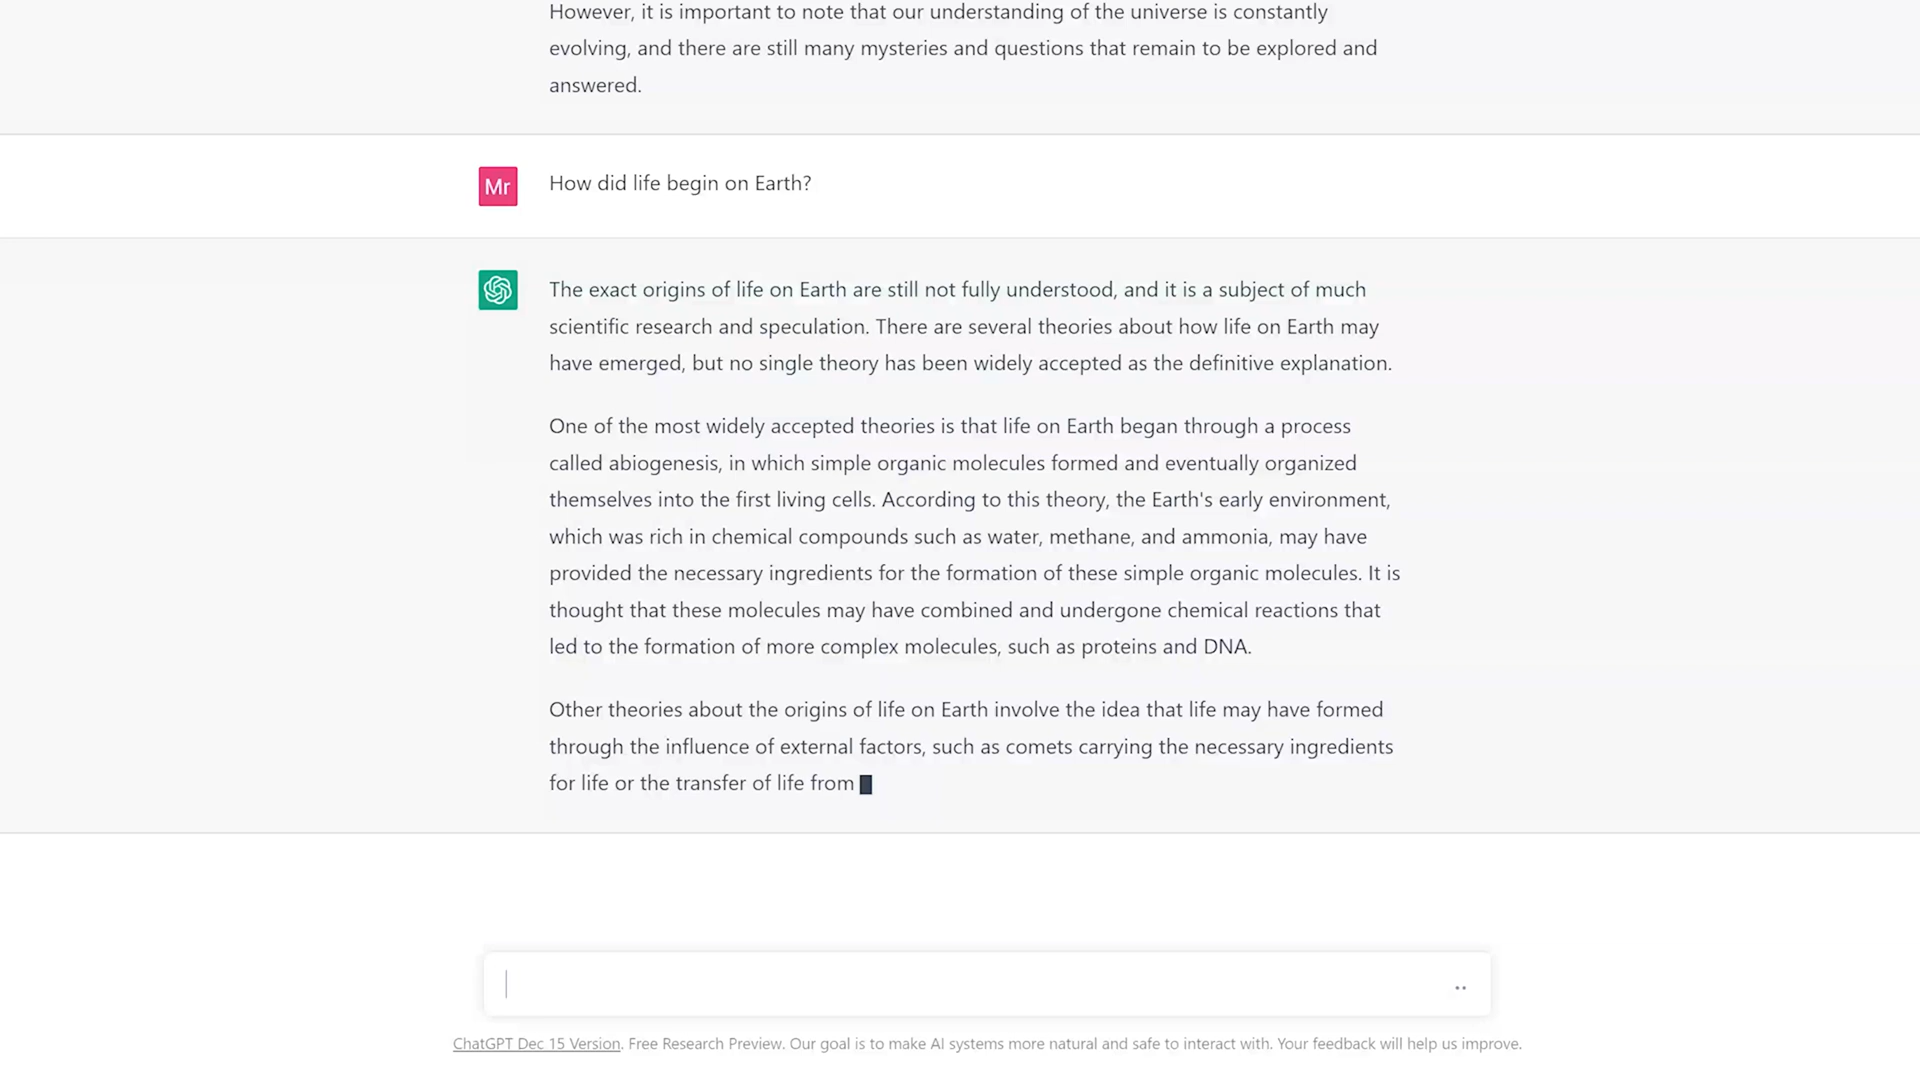 However, it is important to note that our understanding of the universe is constantly
evolving, and there are still many mysteries and questions that remain to be explored and
answered.
Mr
How did life begin on Earth?
The exact origins of life on Earth are still not fully understood, and it is a subject of much
scientific research and speculation. There are several theories about how life on Earth may
have emerged, but no single theory has been widely accepted as the definitive explanation.
One of the most widely accepted theories is that life on Earth began through a process
called abiogenesis, in which simple organic molecules formed and eventually organized
themselves into the first living cells. According to this theory, the Earth's early environment,
which was rich in chemical compounds such as water, methane, and ammonia, may have
provided the necessary ingredients for the formation of these simple organic molecules. It is
thought that these molecules may have combined and undergone chemical reactions that
led to the formation of more complex molecules, such as proteins and DNA.
Other theories about the origins of life on Earth involve the idea that life may have formed
through the influence of external factors, such as comets carrying the necessary ingredients
for life or the transfer of life from
ChatGPT Dec 15 Version. Free Research Preview. Our goal is to make AI systems more natural and safe to interact with. Your feedback will help us improve.